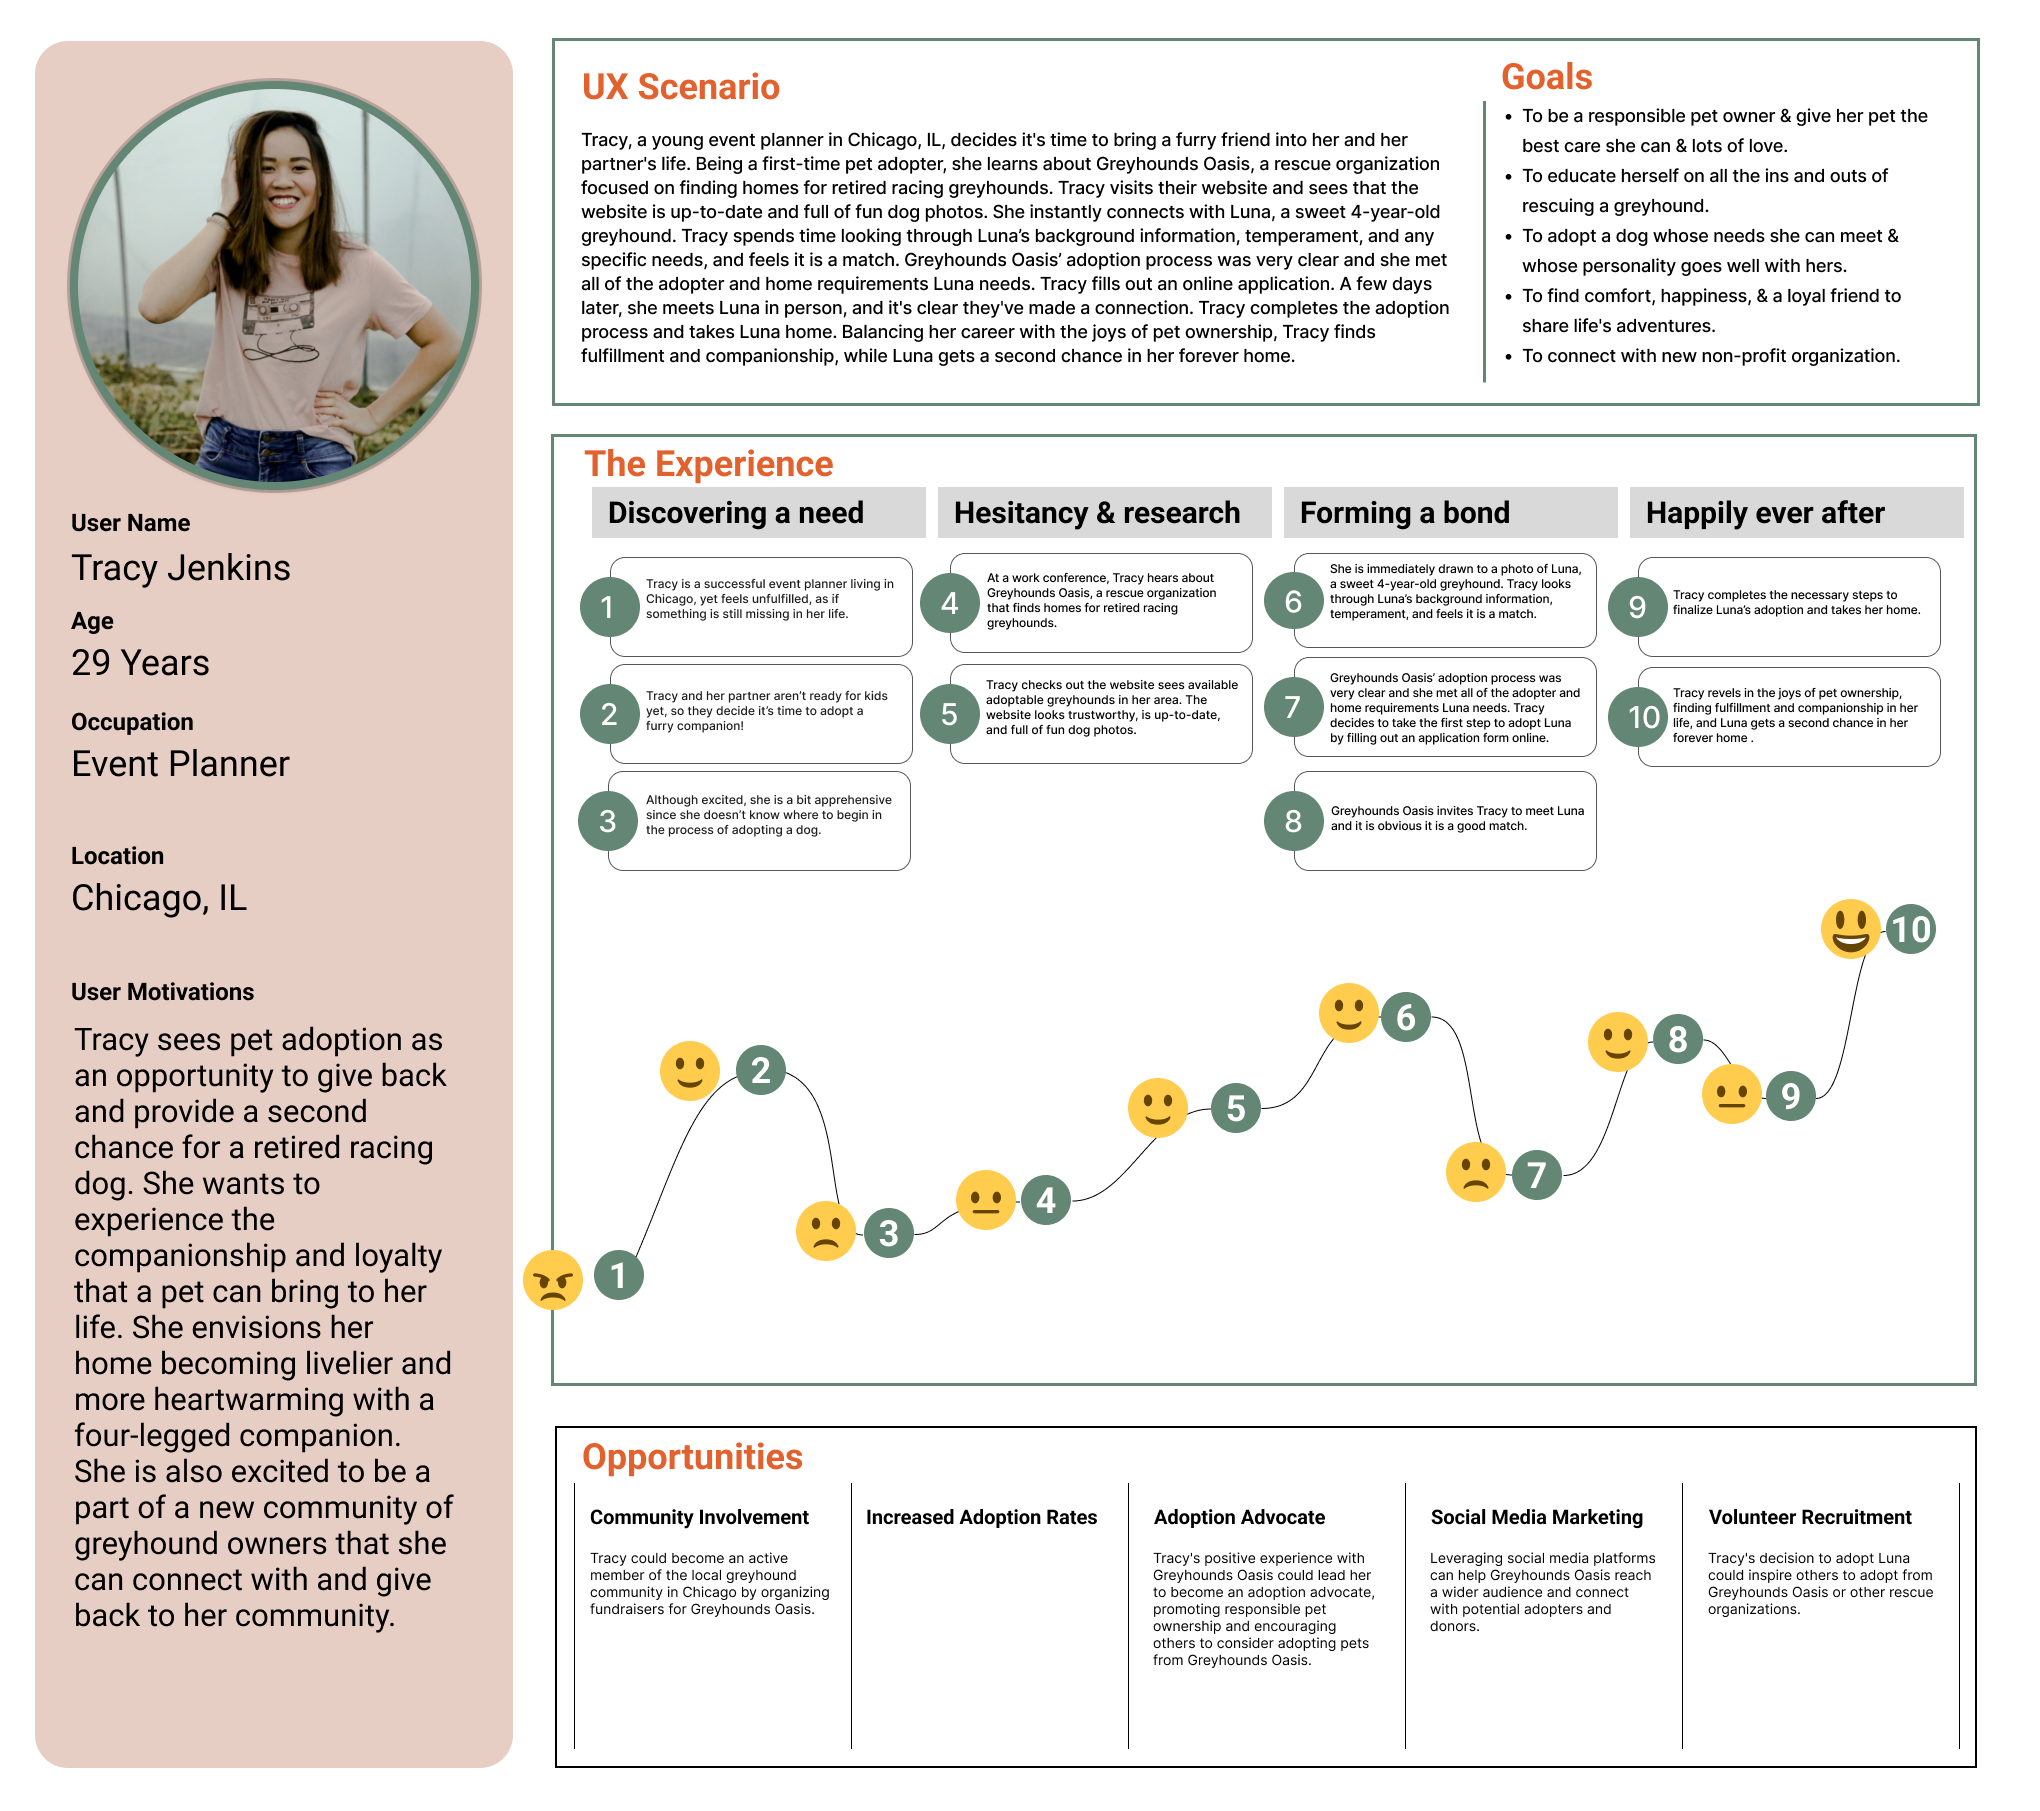 User Name
Tracy Jenkins
Age
29 Years
Occupation
Event Planner
Location
Chicago, IL
User Motivations
Tracy sees pet adoption as
an opportunity to give back
and provide a second
chance for a retired racing
dog. She wants to
experience the
companionship and loyalty
that a pet can bring to her
life. She envisions her
home becoming livelier and
more heartwarming with a
four-legged companion.
She is also excited to be a
part of a new community of
greyhound owners that she
can connect with and give
back to her community.
UX Scenario
Tracy, a young event planner in Chicago, IL, decides it's time to bring a furry friend into her and her
partner's life. Being a first-time pet adopter, she learns about Greyhounds Oasis, a rescue organization
focused on finding homes for retired racing greyhounds. Tracy visits their website and sees that the
website is up-to-date and full of fun dog photos. She instantly connects with Luna, a sweet 4-year-old
greyhound. Tracy spends time looking through Luna’s background information, temperament, and any
specific needs, and feels it is a match. Greyhounds Oasis’ adoption process was very clear and she met
all of the adopter and home requirements Luna needs. Tracy fills out an online application. A few days
later, she meets Luna in person, and it's clear they've made a connection. Tracy completes the adoption
process and takes Luna home. Balancing her career with the joys of pet ownership, Tracy finds
fulfillment and companionship, while Luna gets a second chance in her forever home.
Goals
• To be a responsible pet owner & give her pet the
best care she can & lots of love.
• To educate herself on all the ins and outs of
rescuing a greyhound.
• To adopt a dog whose needs she can meet &
whose personality goes well with hers.
• To find comfort, happiness, & a loyal friend to
share life's adventures.
• To connect with new non-profit organization.
The Experience
Discovering a need
1
Tracy is a successful event planner living in
Chicago, yet feels unfulfilled, as if
something is still missing in her life.
2
Tracy and her partner aren’t ready for kids
yet, so they decide it’s time to adopt a
furry companion!
3
Although excited, she is a bit apprehensive
since she doesn’t know where to begin in
the process of adopting a dog.
Hesitancy & research
4
At a work conference, Tracy hears about
Greyhounds Oasis, a rescue organization
that finds homes for retired racing
greyhounds.
5
Tracy checks out the website sees available
adoptable greyhounds in her area. The
website looks trustworthy, is up-to-date,
and full of fun dog photos.
Forming a bond
6
She is immediately drawn to a photo of Luna,
a sweet 4-year-old greyhound. Tracy looks
through Luna’s background information,
temperament, and feels it is a match.
7
Greyhounds Oasis’ adoption process was
very clear and she met all of the adopter and
home requirements Luna needs. Tracy
decides to take the first step to adopt Luna
by filling out an application form online.
8
Greyhounds Oasis invites Tracy to meet Luna
and it is obvious it is a good match.
Happily ever after
9
Tracy completes the necessary steps to
finalize Luna’s adoption and takes her home.
10
Tracy revels in the joys of pet ownership,
finding fulfillment and companionship in her
life, and Luna gets a second chance in her
forever home .
1
2
3
4
5
6
7
8
9
10
Opportunities
Community Involvement
Tracy could become an active
member of the local greyhound
community in Chicago by organizing
fundraisers for Greyhounds Oasis.
Increased Adoption Rates
Adoption Advocate
Tracy's positive experience with
Greyhounds Oasis could lead her
to become an adoption advocate,
promoting responsible pet
ownership and encouraging
others to consider adopting pets
from Greyhounds Oasis.
Social Media Marketing
Leveraging social media platforms
can help Greyhounds Oasis reach
a wider audience and connect
with potential adopters and
donors.
Volunteer Recruitment
Tracy's decision to adopt Luna
could inspire others to adopt from
Greyhounds Oasis or other rescue
organizations.